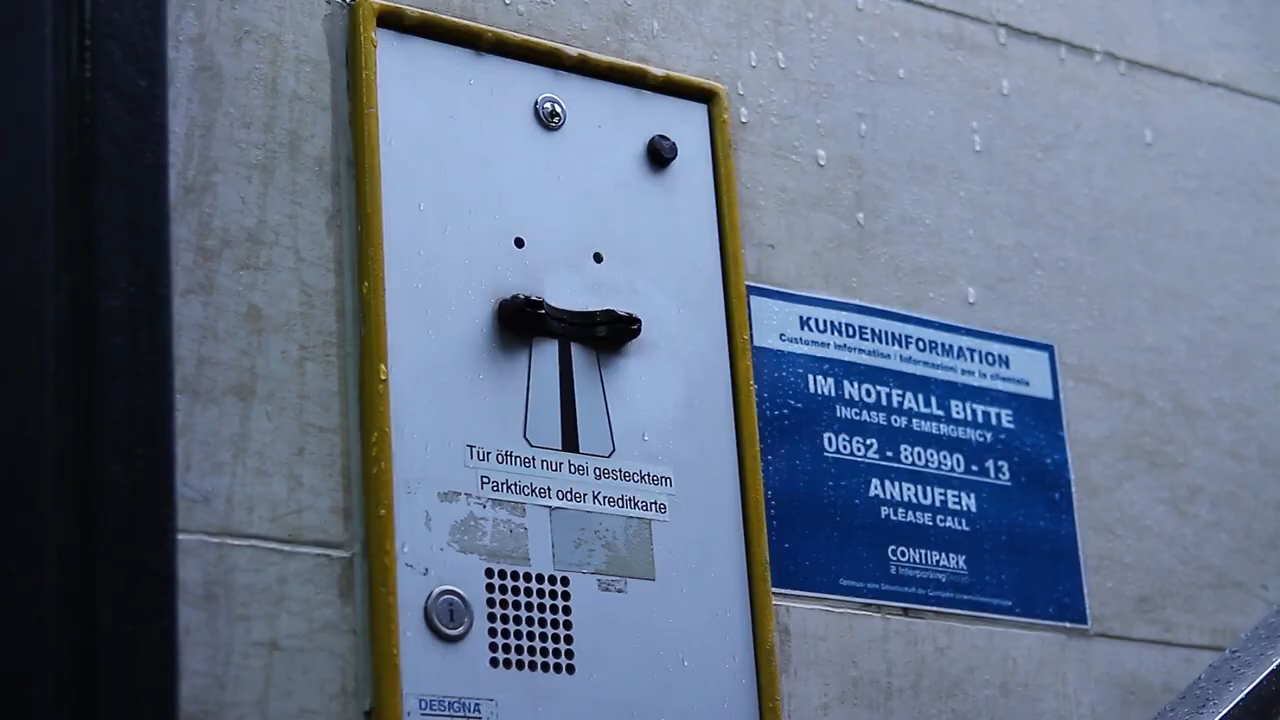 Tür öffnet nur bei gestecktem
Parkticket oder Kreditkarte
i
DESIGNA
KUNDENINFORMATION
Customer information / Informazioni per la clientela
IM NOTFALL BITTE
INCASE OF EMERGENCY
0662 - 80990 - 13
ANRUFEN
PLEASE CALL
CONTIPARK
Interparking